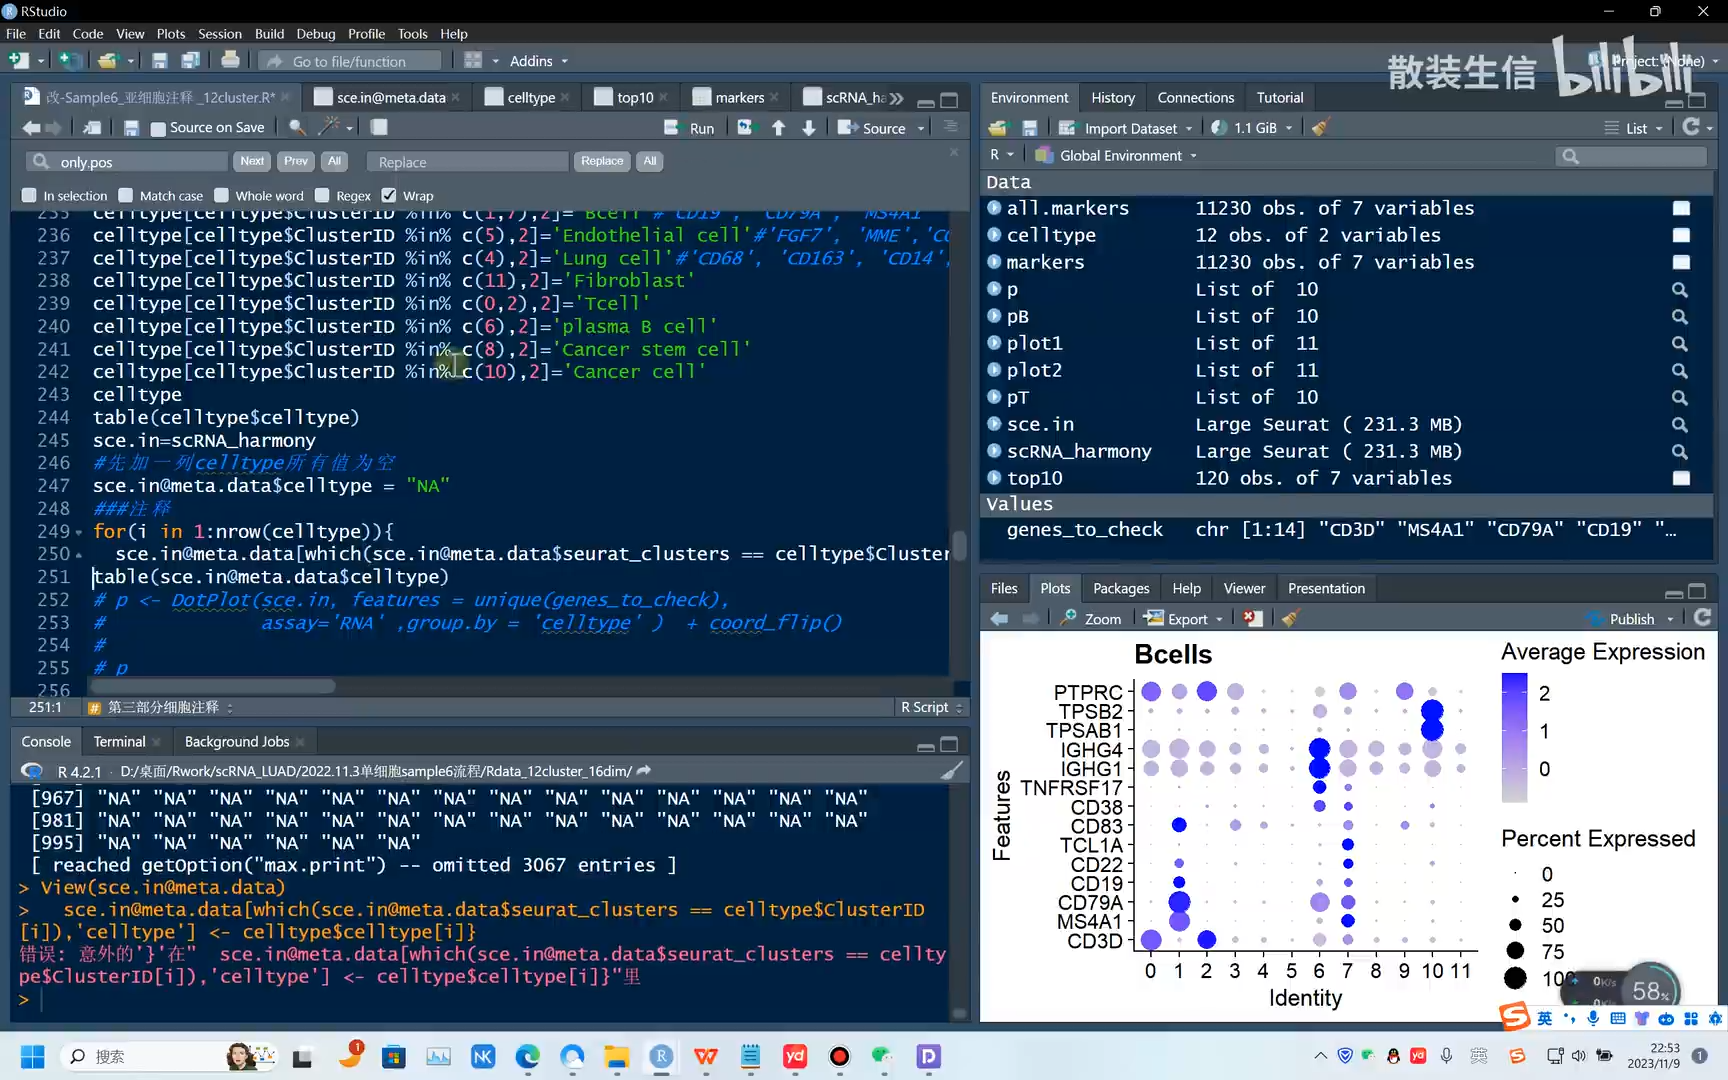 RStudio
File Edit Code View Plots Session Build Debug Profile Tools Help
Go to file/function Addins
散装生信 bilibili
Project: (None)
改-Sample6_亚细胞注释 _12cluster.R* sce.in@meta.data celltype top10 markers scRNA_ha
Source on Save Run Source
only.pos Next Prev All Replace Replace All
In selection Match case Whole word Regex Wrap
235 celltype[celltype$ClusterID %in% c(1,7),2]='Bcell'#'CD19', 'CD79A', 'MS4A1'
236 celltype[celltype$ClusterID %in% c(5),2]='Endothelial cell'#'FGF7', 'MME','CO
237 celltype[celltype$ClusterID %in% c(4),2]='Lung cell'#'CD68', 'CD163', 'CD14',
238 celltype[celltype$ClusterID %in% c(11),2]='Fibroblast'
239 celltype[celltype$ClusterID %in% c(0,2),2]='Tcell'
240 celltype[celltype$ClusterID %in% c(6),2]='plasma B cell'
241 celltype[celltype$ClusterID %in% c(8),2]='Cancer stem cell'
242 celltype[celltype$ClusterID %in% c(10),2]='Cancer cell'
243 celltype
244 table(celltype$celltype)
245 sce.in=scRNA_harmony
246 #先加一列celltype所有值为空
247 sce.in@meta.data$celltype = "NA"
248 ###注释
249 for(i in 1:nrow(celltype)){
250 sce.in@meta.data[which(sce.in@meta.data$seurat_clusters == celltype$Cluster
251 table(sce.in@meta.data$celltype)
252 # p <- DotPlot(sce.in, features = unique(genes_to_check),
253 # assay='RNA' ,group.by = 'celltype' ) + coord_flip()
254 #
255 # p
256
251:1 第三部分细胞注释 R Script
Console Terminal Background Jobs
R 4.2.1 · D:/桌面/Rwork/scRNA_LUAD/2022.11.3单细胞sample6流程/Rdata_12cluster_16dim/
[967] "NA" "NA" "NA" "NA" "NA" "NA" "NA" "NA" "NA" "NA" "NA" "NA" "NA" "NA"
[981] "NA" "NA" "NA" "NA" "NA" "NA" "NA" "NA" "NA" "NA" "NA" "NA" "NA" "NA"
[995] "NA" "NA" "NA" "NA" "NA" "NA"
[ reached getOption("max.print") -- omitted 3067 entries ]
> View(sce.in@meta.data)
> sce.in@meta.data[which(sce.in@meta.data$seurat_clusters == celltype$ClusterID
[i]),'celltype'] <- celltype$celltype[i]}
错误: 意外的'}'在" sce.in@meta.data[which(sce.in@meta.data$seurat_clusters == cellty
pe$ClusterID[i]),'celltype'] <- celltype$celltype[i]}"里
>
Environment History Connections Tutorial
Import Dataset 1.1 GiB List
R Global Environment
Data
all.markers 11230 obs. of 7 variables
celltype 12 obs. of 2 variables
markers 11230 obs. of 7 variables
p List of 10
pB List of 10
plot1 List of 11
plot2 List of 11
pT List of 10
sce.in Large Seurat ( 231.3 MB)
scRNA_harmony Large Seurat ( 231.3 MB)
top10 120 obs. of 7 variables
Values
genes_to_check chr [1:14] "CD3D" "MS4A1" "CD79A" "CD19" "…
Files Plots Packages Help Viewer Presentation
Zoom Export Publish
Bcells
Features
PTPRC
TPSB2
TPSAB1
IGHG4
IGHG1
TNFRSF17
CD38
CD83
TCL1A
CD22
CD19
CD79A
MS4A1
CD3D
0 1 2 3 4 5 6 7 8 9 10 11
Identity
Average Expression
2
1
0
Percent Expressed
0
25
50
75
100
0K/s
0K/s
58%
英
搜索
1
NK
yd
yd
英
22:53
2023/11/9
1